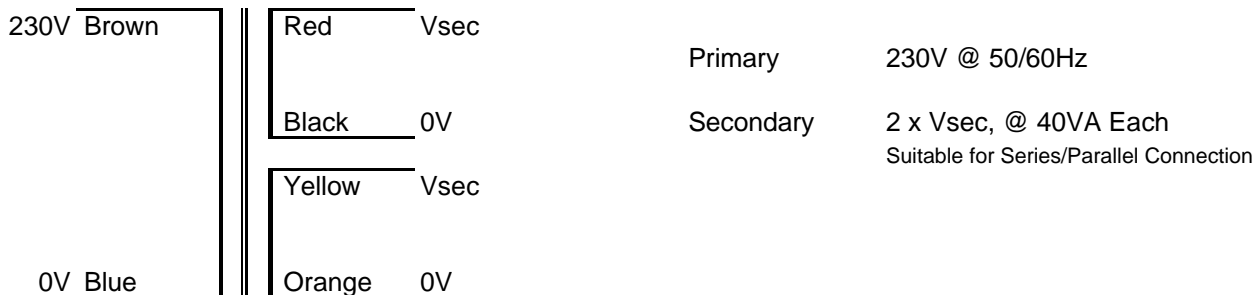 230V Brown Red Vsec
Primary 230V @ 50/60Hz
Black 0V Secondary 2 x Vsec, @ 40VA Each
Suitable for Series/Parallel Connection
Yellow Vsec
0V Blue Orange 0V